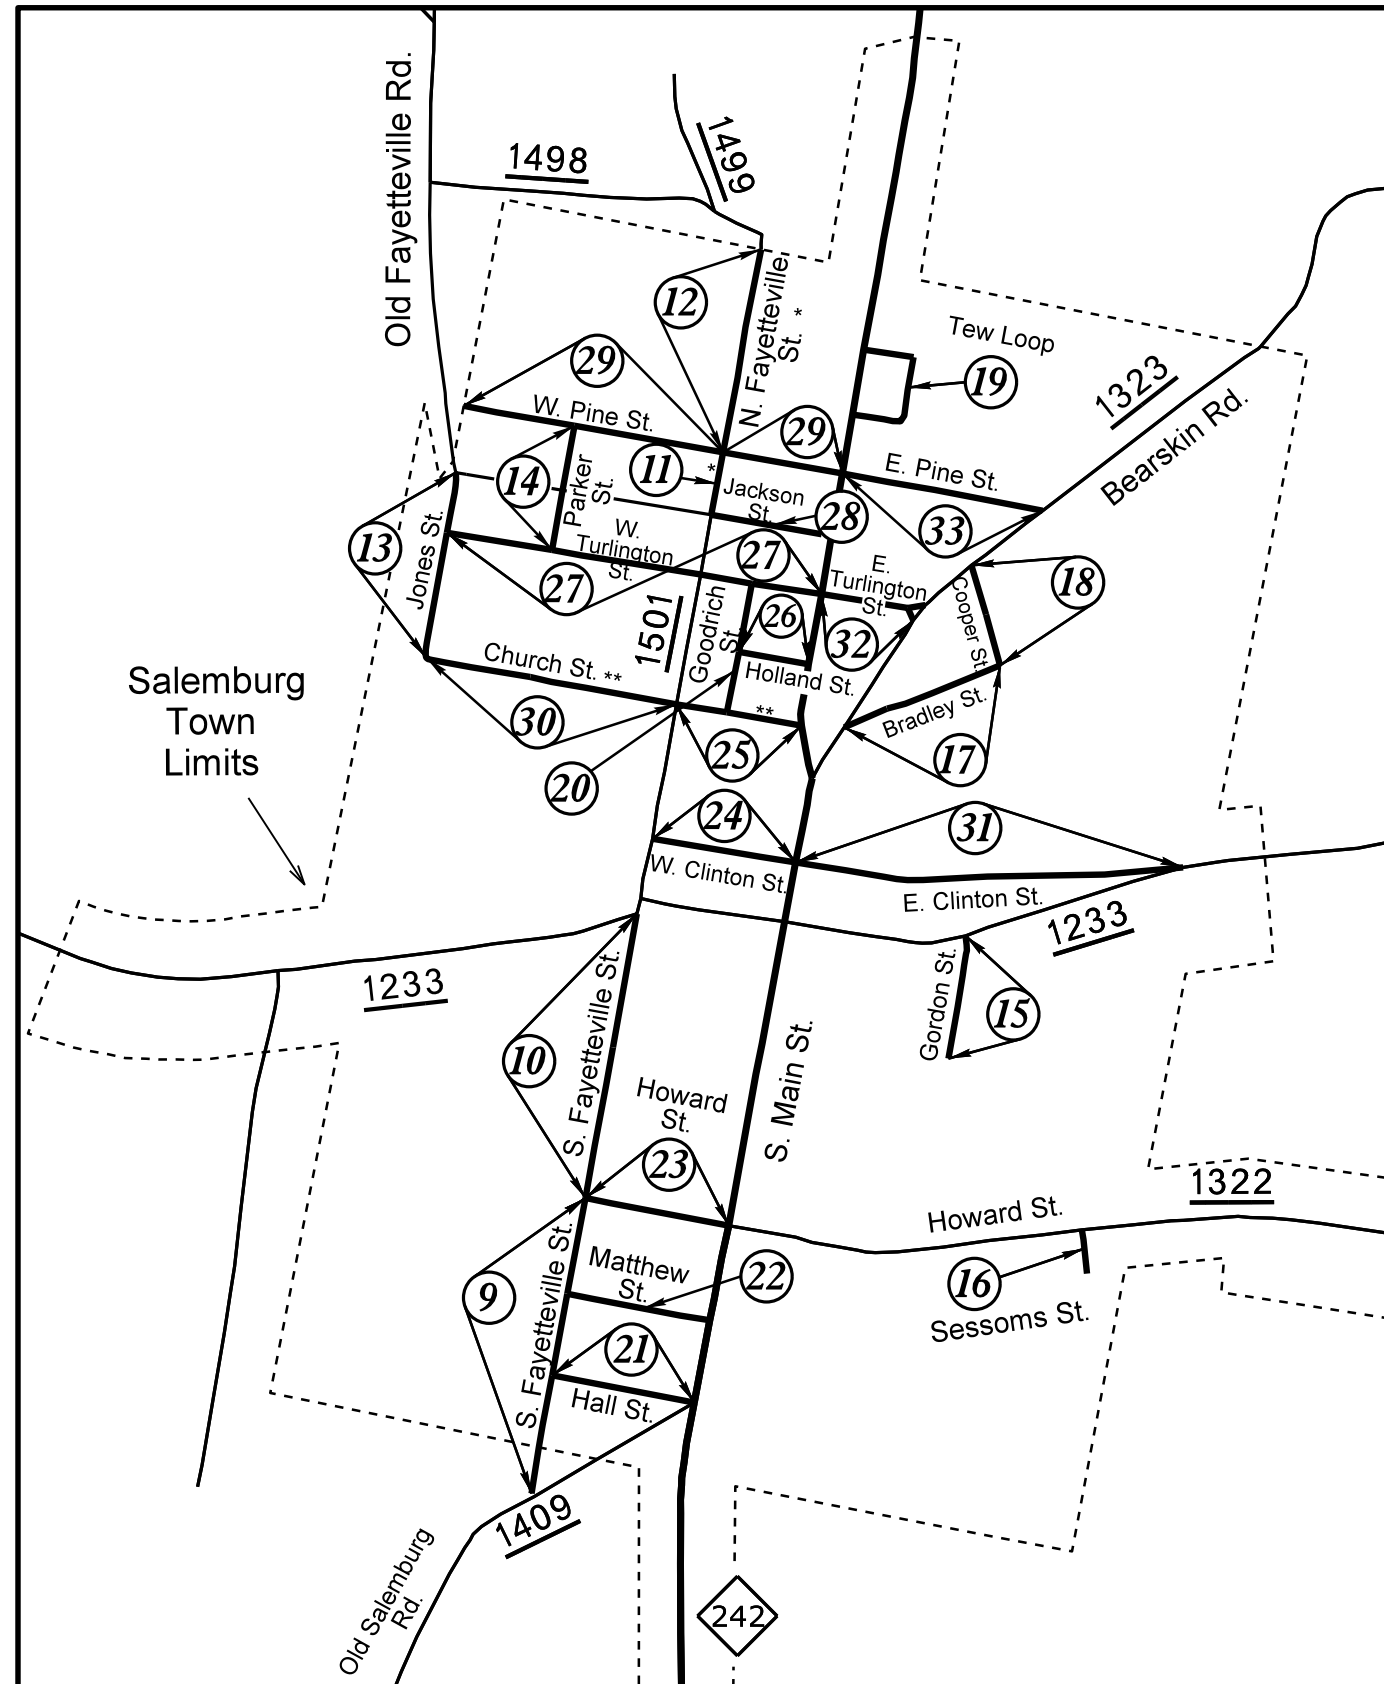 Old Fayetteville Rd.
1498
1499
12
N. Fayetteville
St. *
Tew Loop
19
1323
Bearskin Rd.
29
W. Pine St.
29
E. Pine St.
11
*
14
Parker
St.
Jackson
St.
28
33
13
Jones St.
W.
Turlington
St.
27
27
E.
Turlington
St.
18
Cooper St.
26
32
1501
Goodrich
St.
Church St. **
Holland St.
**
Bradley St.
Salemburg
Town
Limits
30
25
17
20
24
31
W. Clinton St.
E. Clinton St.
1233
1233
Gordon St.
15
S. Fayetteville St.
10
S. Main St.
Howard
St.
23
1322
Howard St.
16
Sessoms St.
9
S. Fayetteville St.
Matthew
St.
22
21
Hall St.
1409
Old Salemburg
Rd.
242